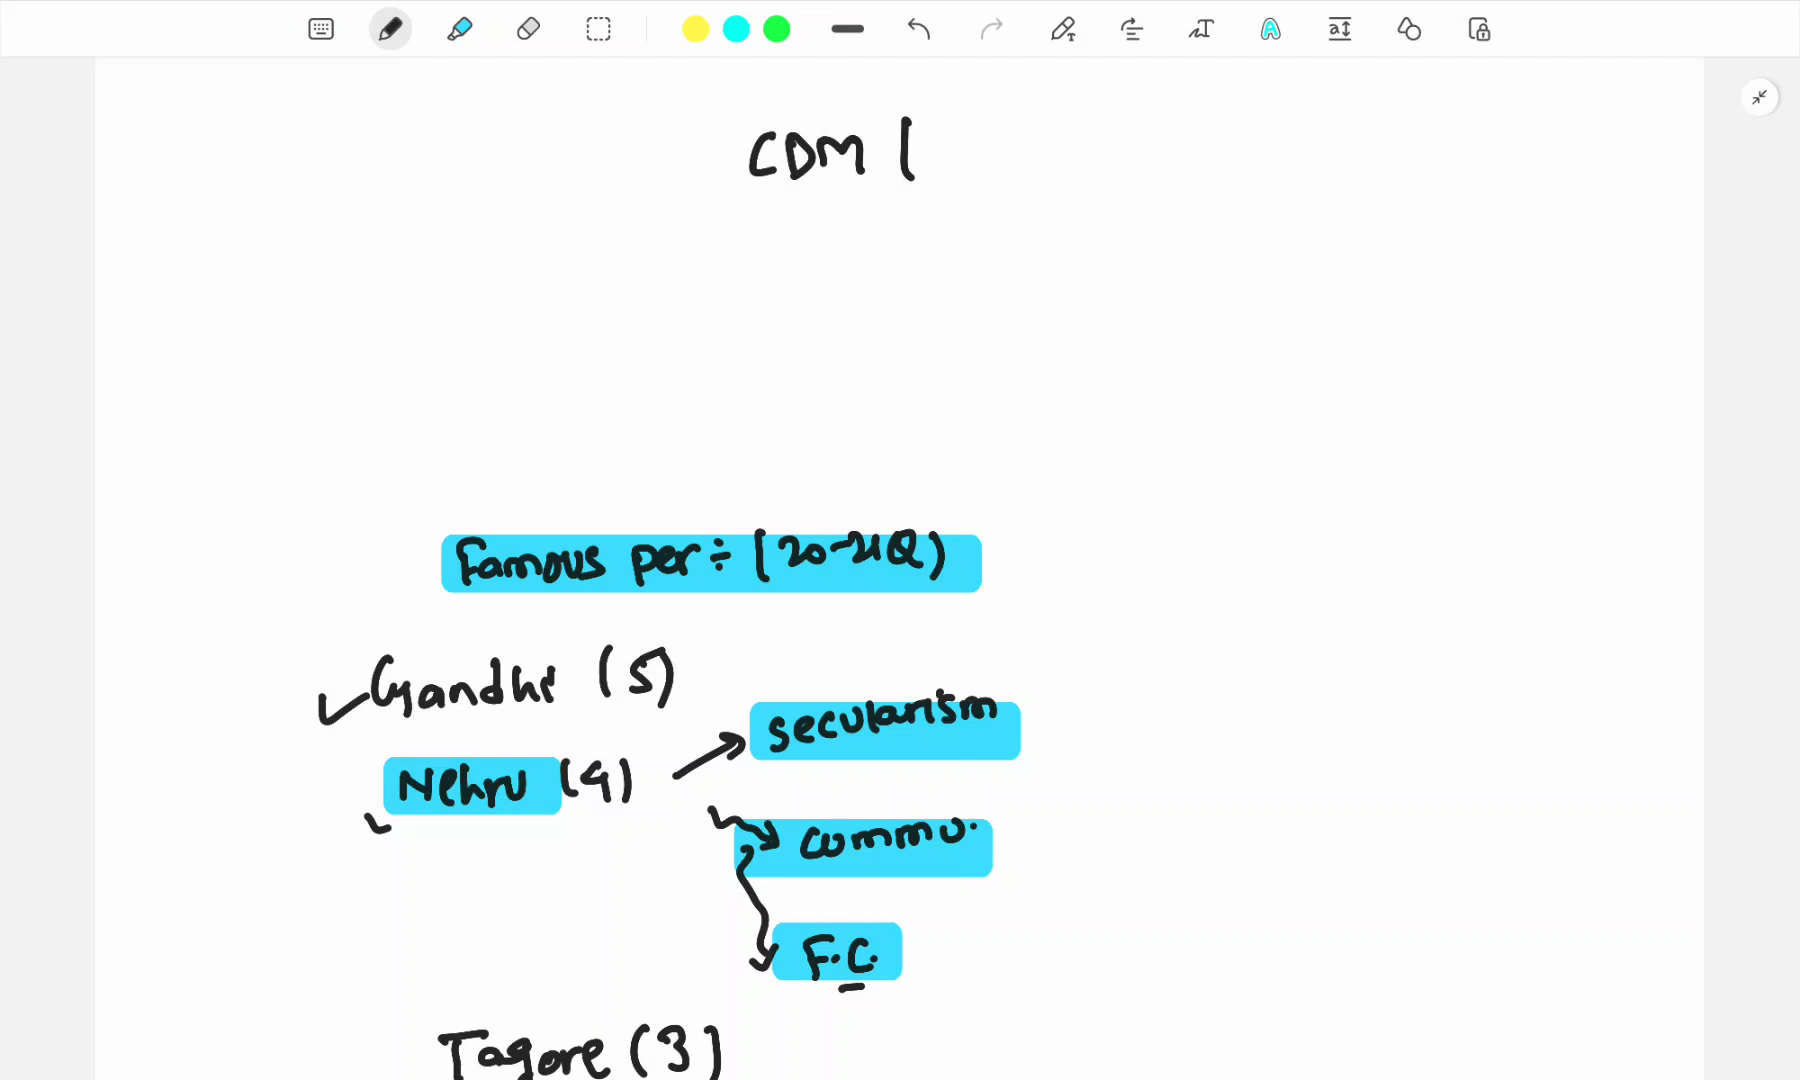 CDM 1
Famous per ÷ (20-21Q)
Gandhi (5)
secularism
Nehru (4)
commu.
F.C.
Tagore (3)